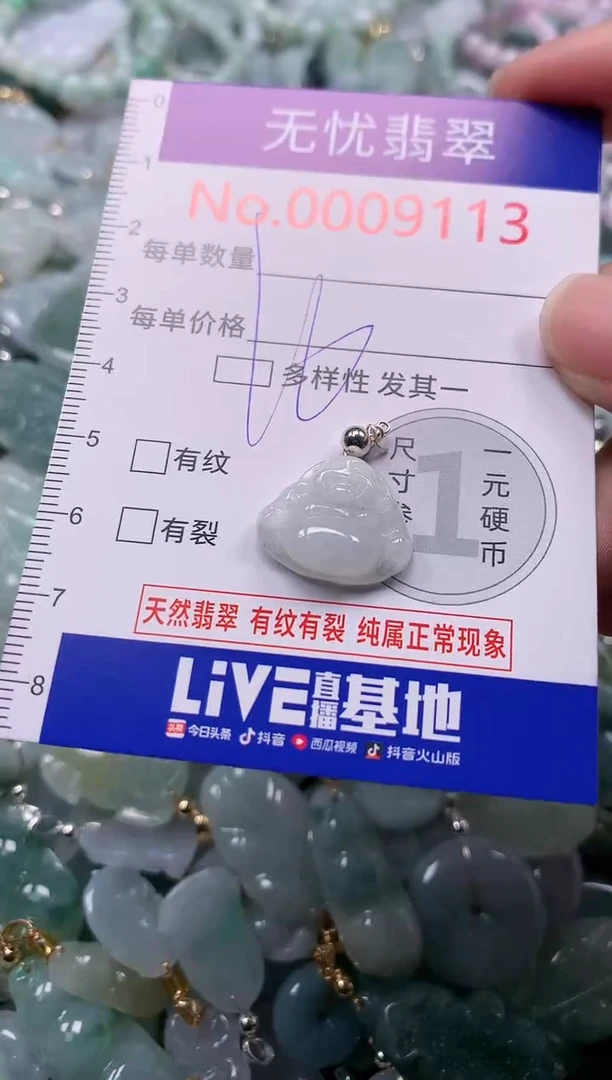 无忧翡翠
No.0009113
0
1
2
每单数量
3
每单价格
4
多样性 发其一
5
有纹
尺寸
1
一元硬币
6
有裂
7
天然翡翠 有纹有裂 纯属正常现象
8
LiVE直播基地
头条 今日头条 抖音 西瓜视频 抖音火山版